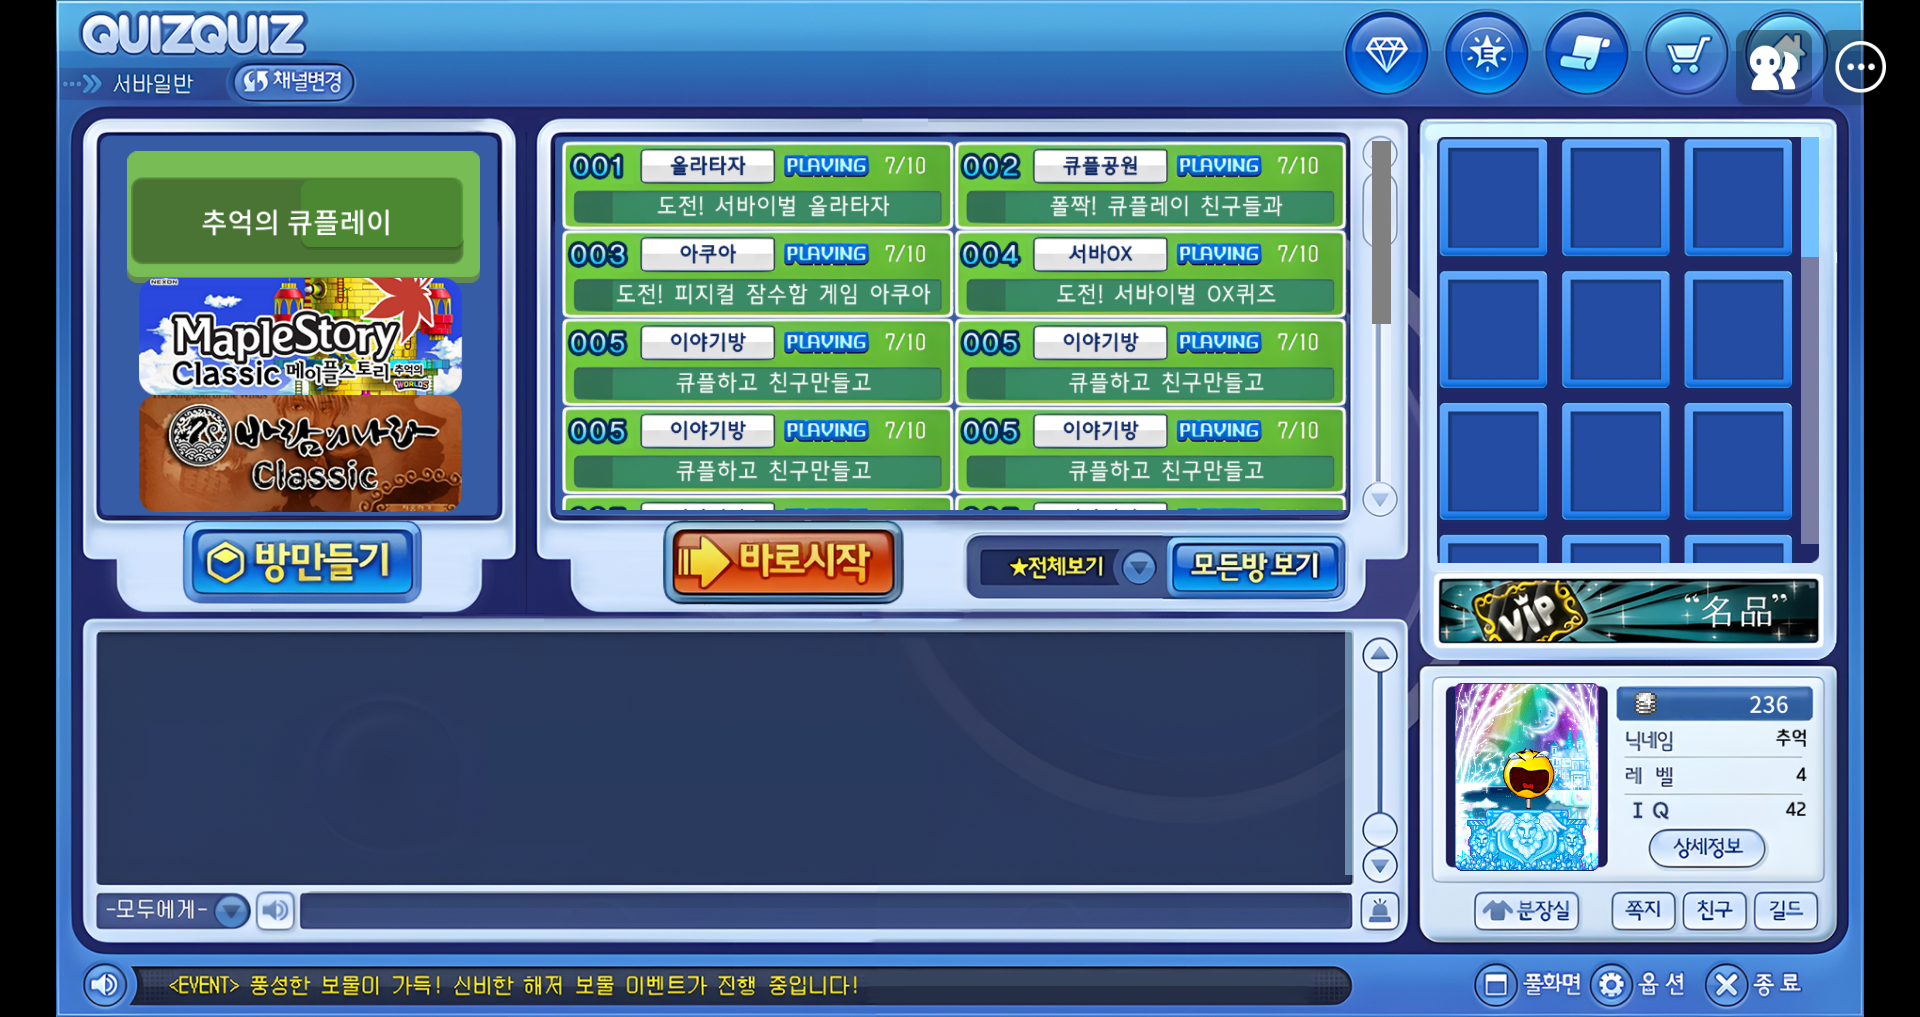 QUIZQUIZ
서바일반
채널변경
추억의 큐플레이
NEXON
MapleStory
Classic 메이플스토리 추억의
WORLDS
바람의나라
Classic
001 올라타자 PLAYING 7/10
도전! 서바이벌 올라타자
002 큐플공원 PLAYING 7/10
폴짝! 큐플레이 친구들과
003 아쿠아 PLAYING 7/10
도전! 피지컬 잠수함 게임 아쿠아
004 서바OX PLAYING 7/10
도전! 서바이벌 OX퀴즈
005 이야기방 PLAYING 7/10
큐플하고 친구만들고
005 이야기방 PLAYING 7/10
큐플하고 친구만들고
005 이야기방 PLAYING 7/10
큐플하고 친구만들고
005 이야기방 PLAYING 7/10
큐플하고 친구만들고
방만들기
바로시작
★전체보기
모든방 보기
VIP
“名品”
236
닉네임 추억
레 벨 4
I Q 42
상세정보
-모두에게-
분장실
쪽지
친구
길드
<EVENT> 풍성한 보물이 가득! 신비한 해저 보물 이벤트가 진행 중입니다!
풀화면
옵 션
종 료